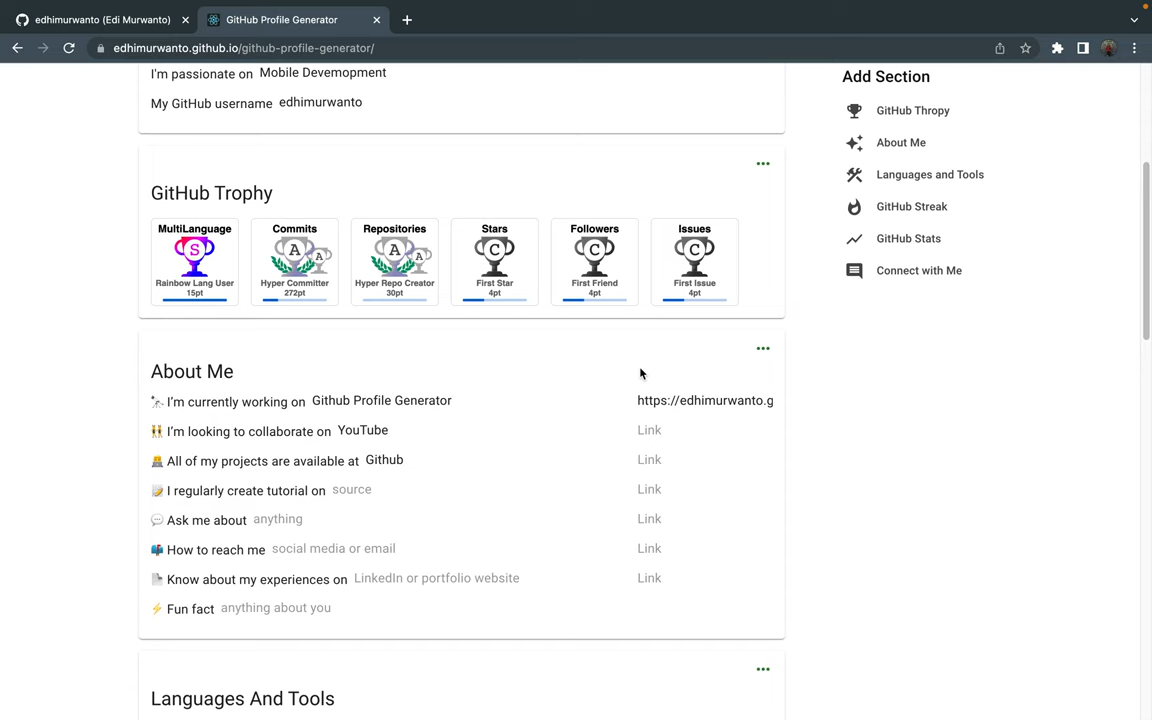 edhimurwanto (Edi Murwanto)
GitHub Profile Generator
edhimurwanto.github.io/github-profile-generator/
I'm passionate on Mobile Devemopment
My GitHub username edhimurwanto
GitHub Trophy
MultiLanguage
S
Rainbow Lang User
15pt
Commits
A
A
Hyper Committer
272pt
Repositories
A
A
Hyper Repo Creator
30pt
Stars
C
First Star
4pt
Followers
C
First Friend
4pt
Issues
C
First Issue
4pt
About Me
I'm currently working on Github Profile Generator https://edhimurwanto.g
I'm looking to collaborate on YouTube Link
All of my projects are available at Github Link
I regularly create tutorial on source Link
Ask me about anything Link
How to reach me social media or email Link
Know about my experiences on LinkedIn or portfolio website Link
Fun fact anything about you
Languages And Tools
Add Section
GitHub Thropy
About Me
Languages and Tools
GitHub Streak
GitHub Stats
Connect with Me